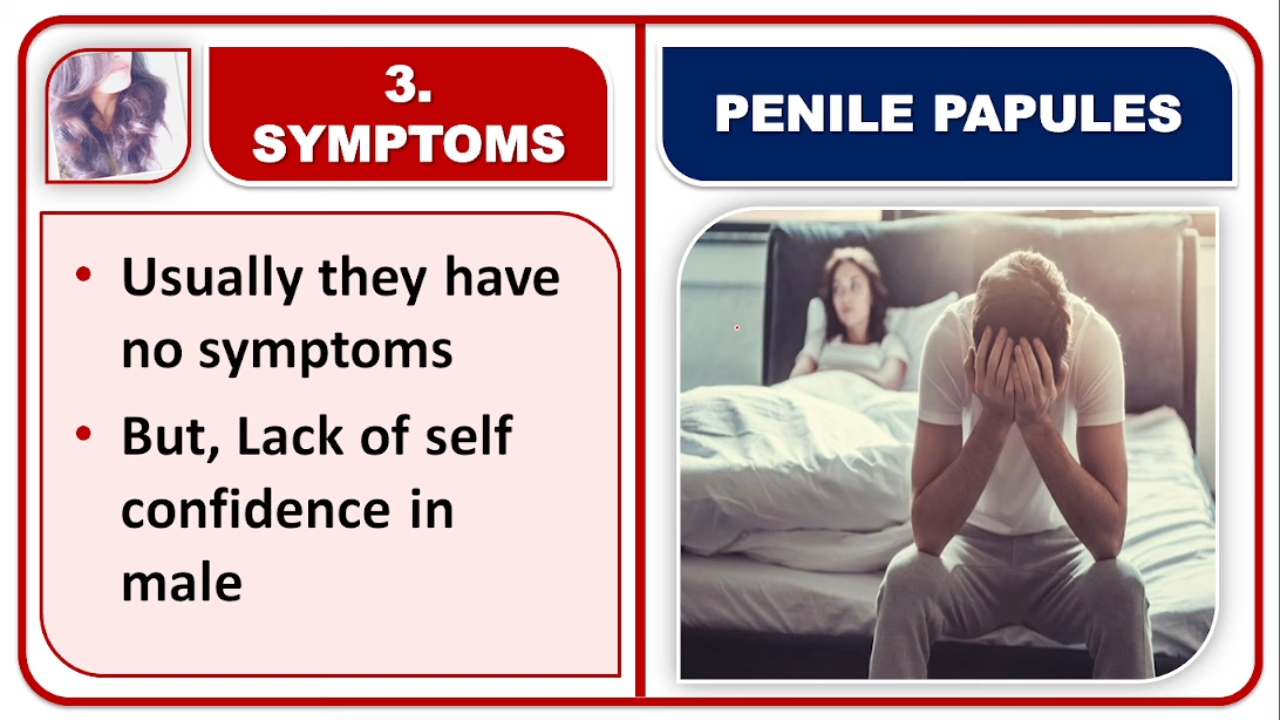 3.
SYMPTOMS
PENILE PAPULES
• Usually they have
no symptoms
• But, Lack of self
confidence in
male